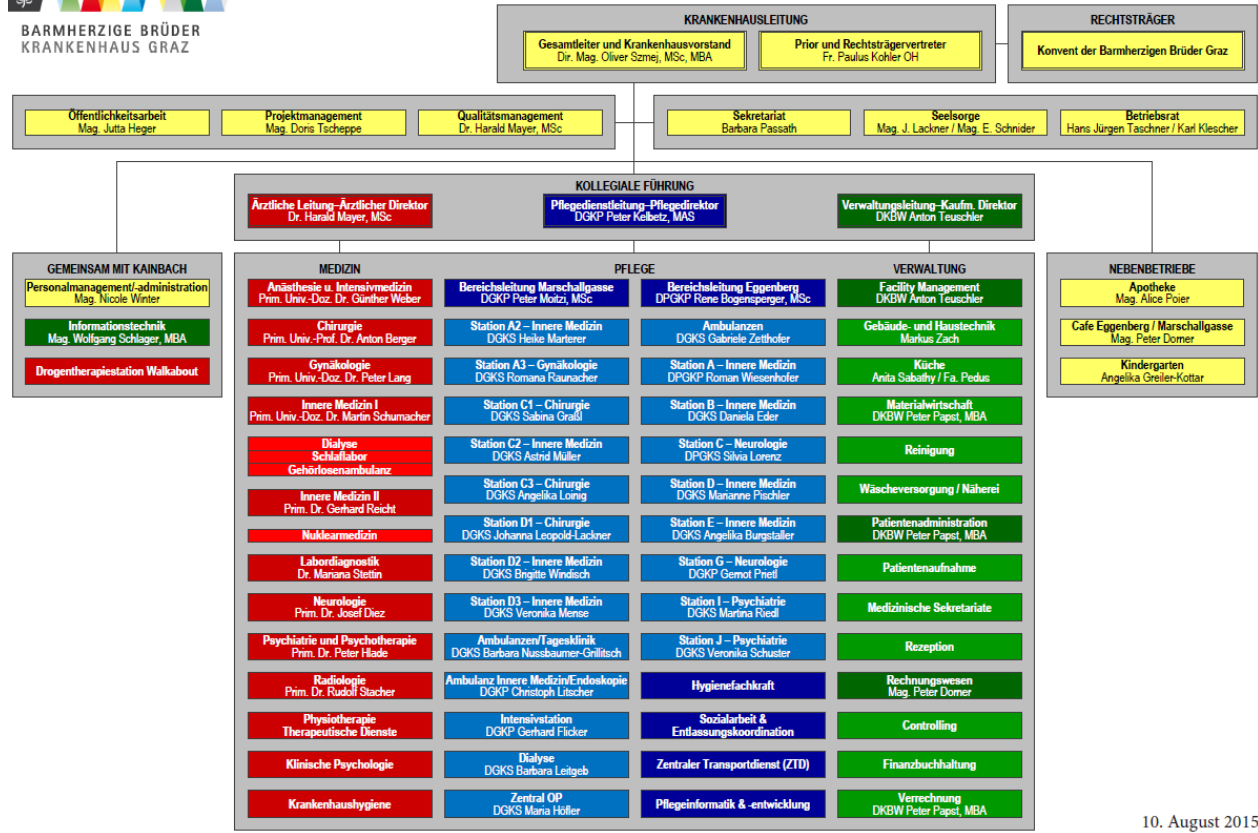 BARMHERZIGE BRÜDER
KRANKENHAUS GRAZ
KRANKENHAUSLEITUNG
Gesamtleiter und Krankenhausvorstand
Dir. Mag. Oliver Szmej, MSc, MBA
Prior und Rechtsträgervertreter
Fr. Paulus Kohler OH
RECHTSTRÄGER
Konvent der Barmherzigen Brüder Graz
Öffentlichkeitsarbeit
Mag. Jutta Heger
Projektmanagement
Mag. Doris Tscheppe
Qualitätsmanagement
Dr. Harald Mayer, MSc
Sekretariat
Barbara Passath
Seelsorge
Mag. J. Lackner / Mag. E. Schnider
Betriebsrat
Hans Jürgen Taschner / Karl Klescher
KOLLEGIALE FÜHRUNG
Ärztliche Leitung–Ärztlicher Direktor
Dr. Harald Mayer, MSc
Pflegedienstleitung–Pflegedirektor
DGKP Peter Kelbetz, MAS
Verwaltungsleitung–Kaufm. Direktor
DKBW Anton Teuschler
GEMEINSAM MIT KAINBACH
Personalmanagement/-administration
Mag. Nicole Winter
Informationstechnik
Mag. Wolfgang Schlager, MBA
Drogentherapiestation Walkabout
MEDIZIN
Anästhesie u. Intensivmedizin
Prim. Univ.-Doz. Dr. Günther Weber
Chirurgie
Prim. Univ.-Prof. Dr. Anton Berger
Gynäkologie
Prim. Univ.-Doz. Dr. Peter Lang
Innere Medizin I
Prim. Univ.-Doz. Dr. Martin Schumacher
Dialyse
Schlaflabor
Gehörlosenambulanz
Innere Medizin II
Prim. Dr. Gerhard Reicht
Nuklearmedizin
Labordiagnostik
Dr. Mariana Stettin
Neurologie
Prim. Dr. Josef Diez
Psychiatrie und Psychotherapie
Prim. Dr. Peter Hlade
Radiologie
Prim. Dr. Rudolf Stacher
Physiotherapie
Therapeutische Dienste
Klinische Psychologie
Krankenhaushygiene
PFLEGE
Bereichsleitung Marschallgasse
DGKP Peter Moitzi, MSc
Station A2 – Innere Medizin
DGKS Heike Marterer
Station A3 – Gynäkologie
DGKS Romana Raunacher
Station C1 – Chirurgie
DGKS Sabina Graßl
Station C2 – Innere Medizin
DGKS Astrid Müller
Station C3 – Chirurgie
DGKS Angelika Loinig
Station D1 – Chirurgie
DGKS Johanna Leopold-Lackner
Station D2 – Innere Medizin
DGKS Brigitte Windisch
Station D3 – Innere Medizin
DGKS Veronika Mense
Ambulanzen/Tagesklinik
DGKS Barbara Nussbaumer-Grillitsch
Ambulanz Innere Medizin/Endoskopie
DGKP Christoph Litscher
Intensivstation
DGKP Gerhard Flicker
Dialyse
DGKS Barbara Leitgeb
Zentral OP
DGKS Maria Höfler
Bereichsleitung Eggenberg
DPGKP Rene Bogensperger, MSc
Ambulanzen
DGKS Gabriele Zetthofer
Station A – Innere Medizin
DPGKP Roman Wiesenhofer
Station B – Innere Medizin
DGKS Daniela Eder
Station C – Neurologie
DPGKS Silvia Lorenz
Station D – Innere Medizin
DGKS Marianne Pischler
Station E – Innere Medizin
DGKS Angelika Burgstaller
Station G – Neurologie
DGKP Gernot Prietl
Station I – Psychiatrie
DGKS Martina Riedl
Station J – Psychiatrie
DGKS Veronika Schuster
Hygienefachkraft
Sozialarbeit &
Entlassungskoordination
Zentraler Transportdienst (ZTD)
Pflegeinformatik & -entwicklung
VERWALTUNG
Facility Management
DKBW Anton Teuschler
Gebäude- und Haustechnik
Markus Zach
Küche
Anita Sabathy / Fa. Pedus
Materialwirtschaft
DKBW Peter Papst, MBA
Reinigung
Wäscheversorgung / Näherei
Patientenadministration
DKBW Peter Papst, MBA
Patientenaufnahme
Medizinische Sekretariate
Rezeption
Rechnungswesen
Mag. Peter Dorner
Controlling
Finanzbuchhaltung
Verrechnung
DKBW Peter Papst, MBA
NEBENBETRIEBE
Apotheke
Mag. Alice Poier
Cafe Eggenberg / Marschallgasse
Mag. Peter Dorner
Kindergarten
Angelika Greiler-Kottar
10. August 2015